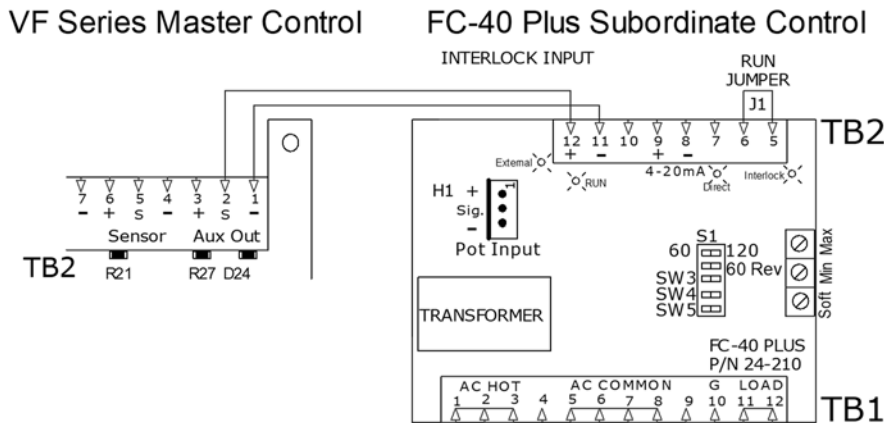 VF Series Master Control
FC-40 Plus Subordinate Control
INTERLOCK INPUT
RUN
JUMPER
J1
TB2
12 11 10 9 8 7 6 5
+ - + -
4-20mA
External
RUN
Direct
Interlock
7 6 5 4 3 2 1
- + S - + S -
Sensor Aux Out
TB2
R21 R27 D24
H1 +
Sig.
-
1
Pot Input
S1
60 120
60 Rev
SW3
SW4
SW5
Soft Min Max
TRANSFORMER
FC-40 PLUS
P/N 24-210
AC HOT AC COMMON G LOAD
1 2 3 4 5 6 7 8 9 10 11 12
TB1